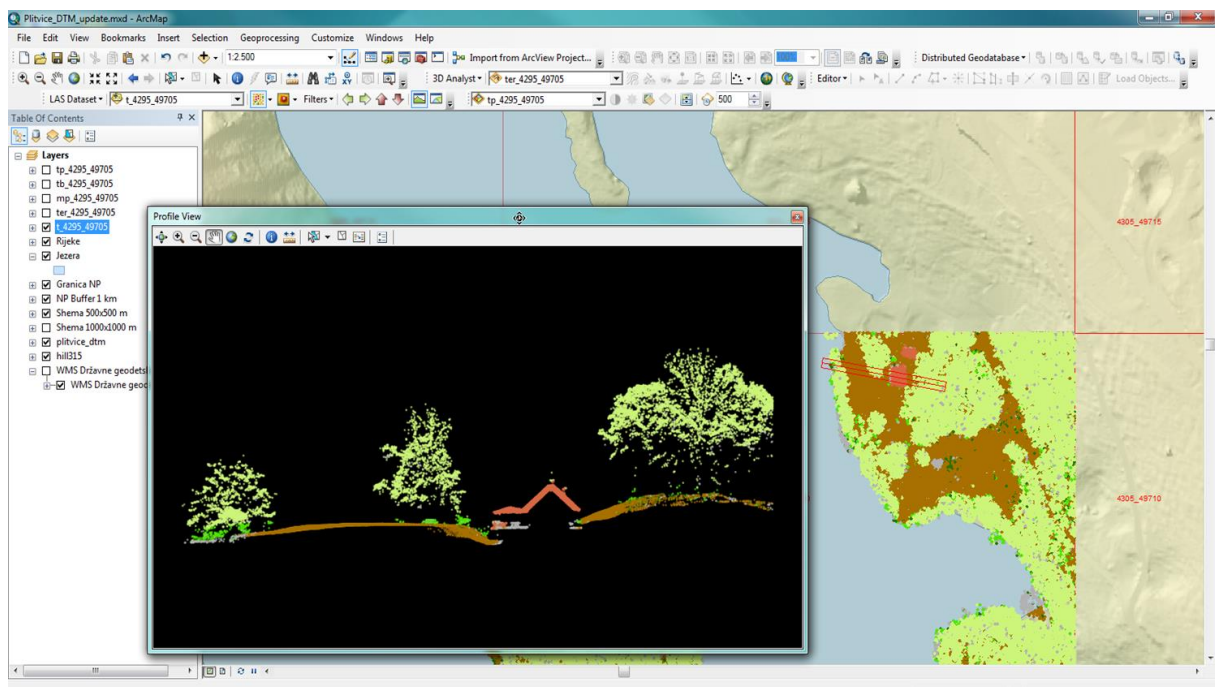 Plitvice_DTM_update.mxd - ArcMap
File Edit View Bookmarks Insert Selection Geoprocessing Customize Windows Help
1:2.500 Import from ArcView Project... Distributed Geodatabase
3D Analyst ter_4295_49705 Editor Load Objects...
LAS Dataset t_4295_49705 Filters tp_4295_49705 500
Table Of Contents
Layers
tp_4295_49705
tb_4295_49705
mp_4295_49705
ter_4295_49705
t_4295_49705
Rijeke
Jezera
Granica NP
NP Buffer 1 km
Shema 500x500 m
Shema 1000x1000 m
plitvice_dtm
hill315
WMS Državne geodets
WMS Državne geod
Profile View
4305_49715
4305_49710